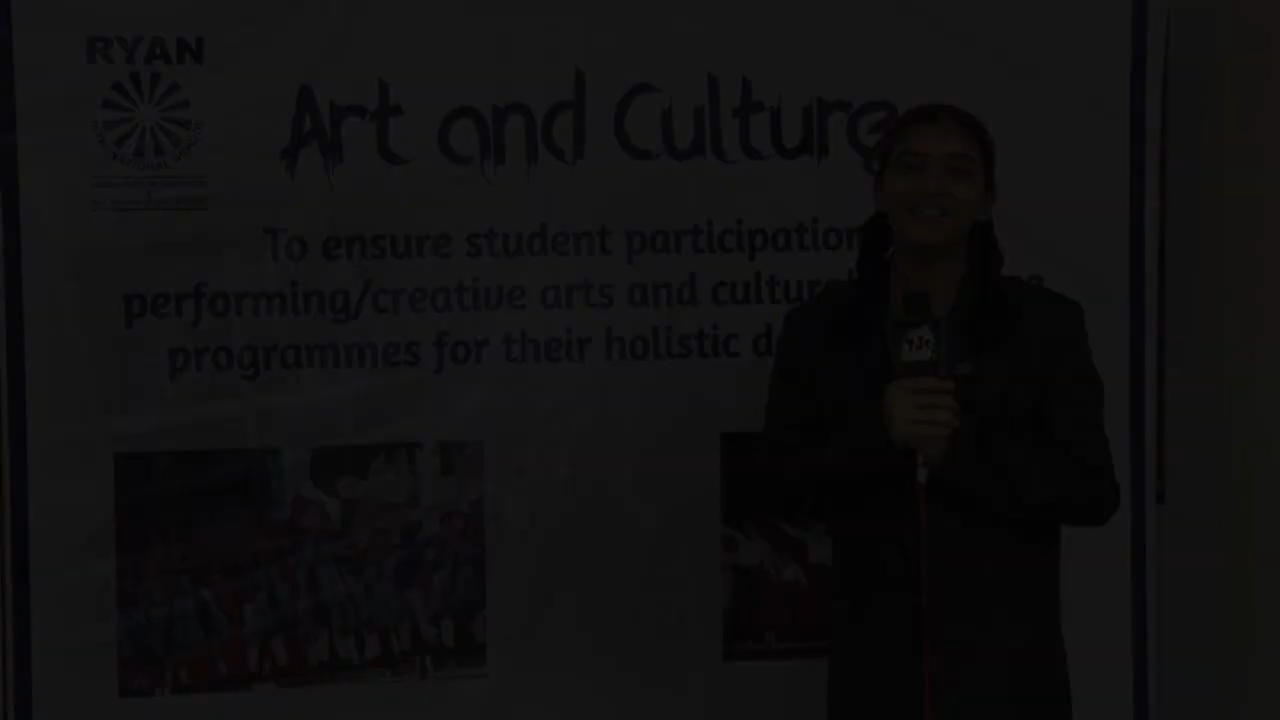 RYAN
Art and Culture
To ensure student participation
performing/creative arts and cultur
programmes for their holistic d